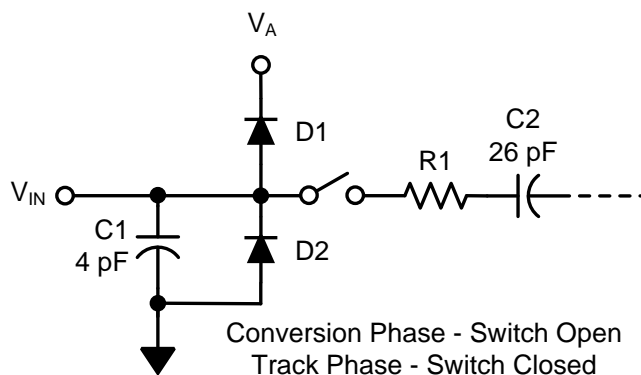 V_A
D1
C2
26 pF
R1
V_IN
C1
4 pF
D2
Conversion Phase - Switch Open
Track Phase - Switch Closed